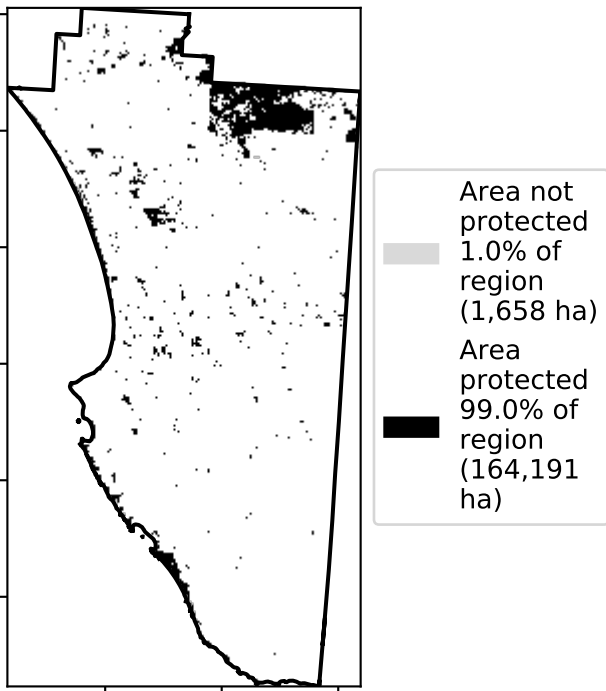 Area not
protected
1.0% of
region
(1,658 ha)
Area
protected
99.0% of
region
(164,191
ha)